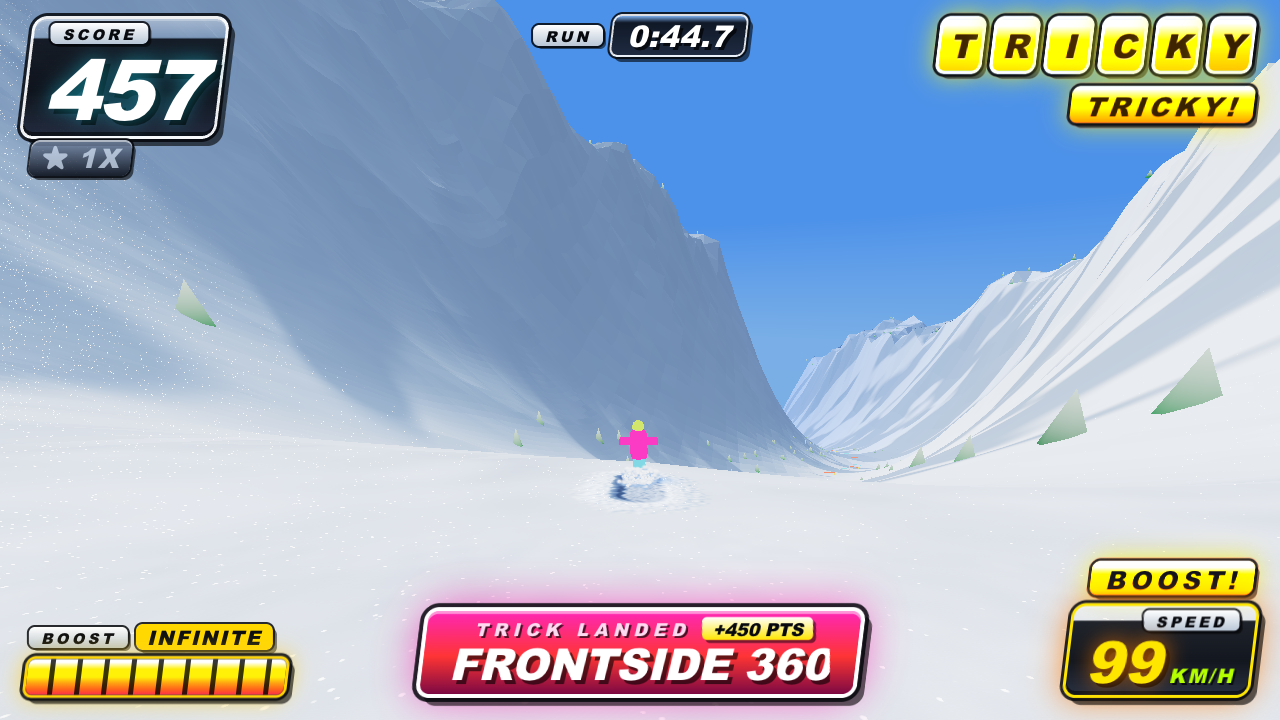 SCORE
457
1X
RUN
0:44.7
TRICKY
TRICKY!
BOOST
INFINITE
TRICK LANDED
+450 PTS
FRONTSIDE 360
BOOST!
SPEED
99 KM/H